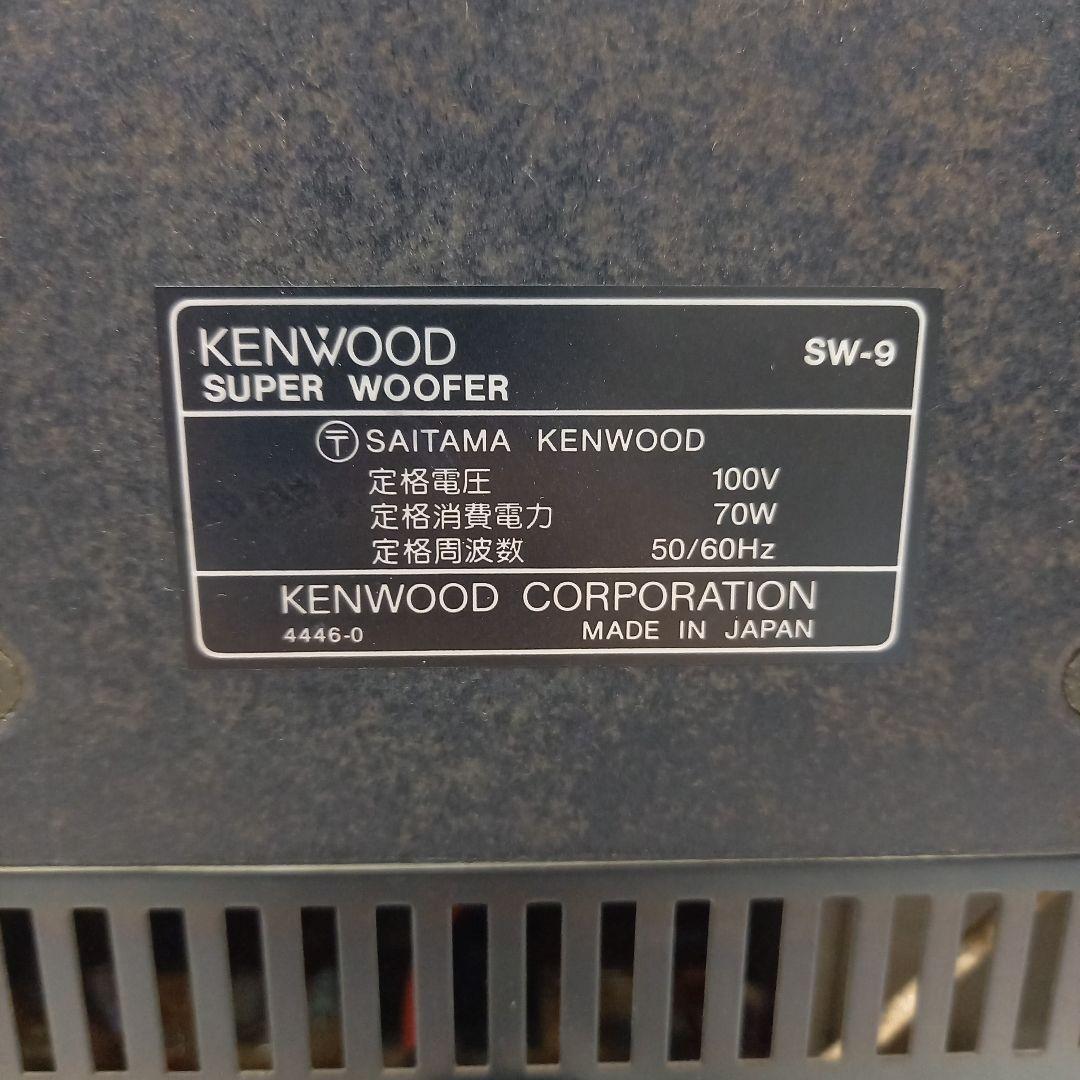 KENWOOD SW-9
SUPER WOOFER
〒 SAITAMA KENWOOD
定格電圧 100V
定格消費電力 70W
定格周波数 50/60Hz
KENWOOD CORPORATION
4446-0 MADE IN JAPAN